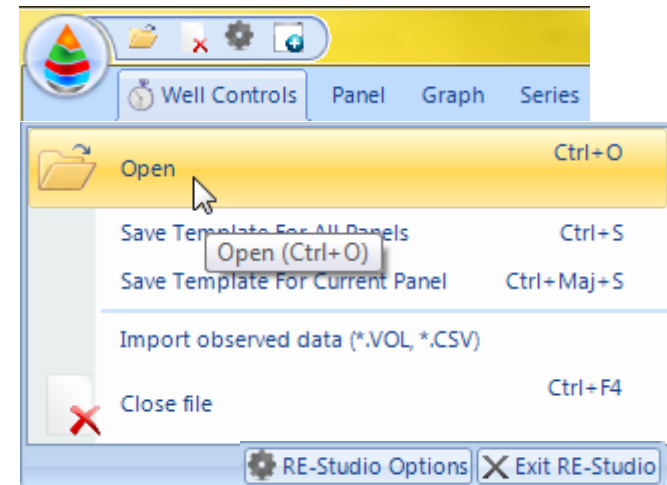 Well Controls Panel Graph Series
Open Ctrl+O
Save Template For All Panels Ctrl+S
Open (Ctrl+O)
Save Template For Current Panel Ctrl+Maj+S
Import observed data (*.VOL, *.CSV)
Close file Ctrl+F4
RE-Studio Options Exit RE-Studio